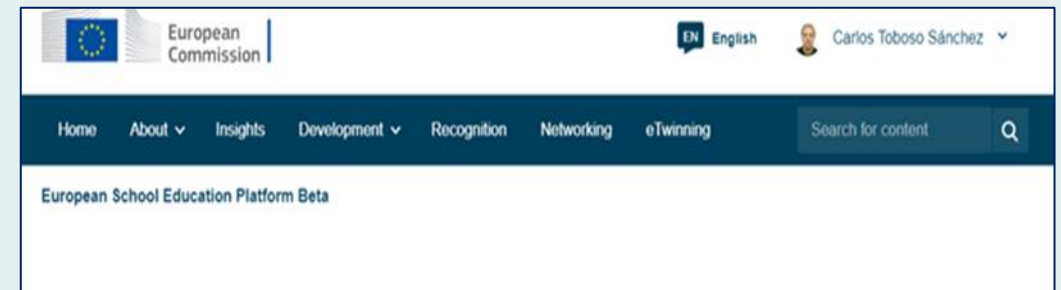 European
Commission
EN English
Carlos Toboso Sánchez
Home About Insights Development Recognition Networking eTwinning Search for content
European School Education Platform Beta